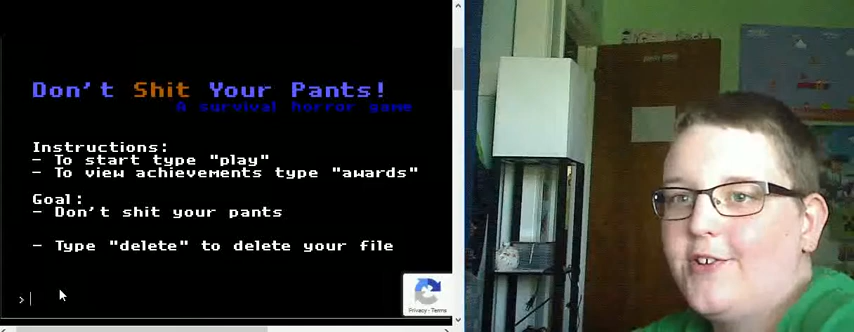 Don't Shit Your Pants!
A survival horror game
Instructions:
- To start type "play"
- To view achievements type "awards"
Goal:
- Don't shit your pants
- Type "delete" to delete your file
>
Privacy - Terms